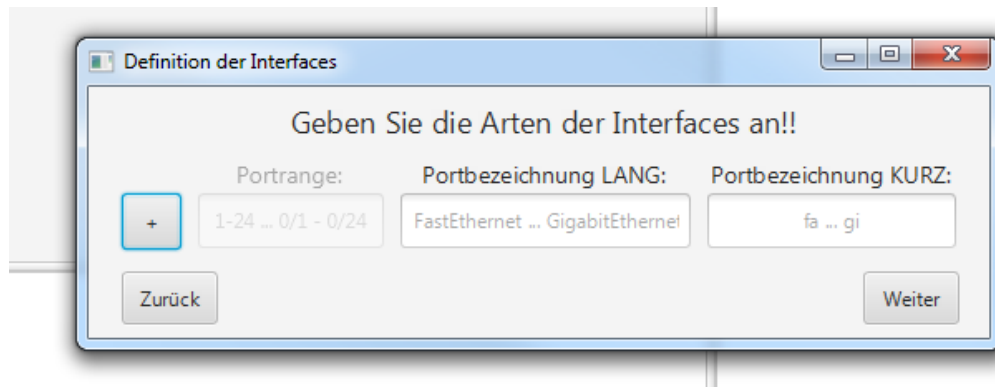 Definition der Interfaces
Geben Sie die Arten der Interfaces an!!
Portrange: Portbezeichnung LANG: Portbezeichnung KURZ:
+ 1-24 ... 0/1 - 0/24 FastEthernet ... GigabitEthernet fa ... gi
Zurück Weiter